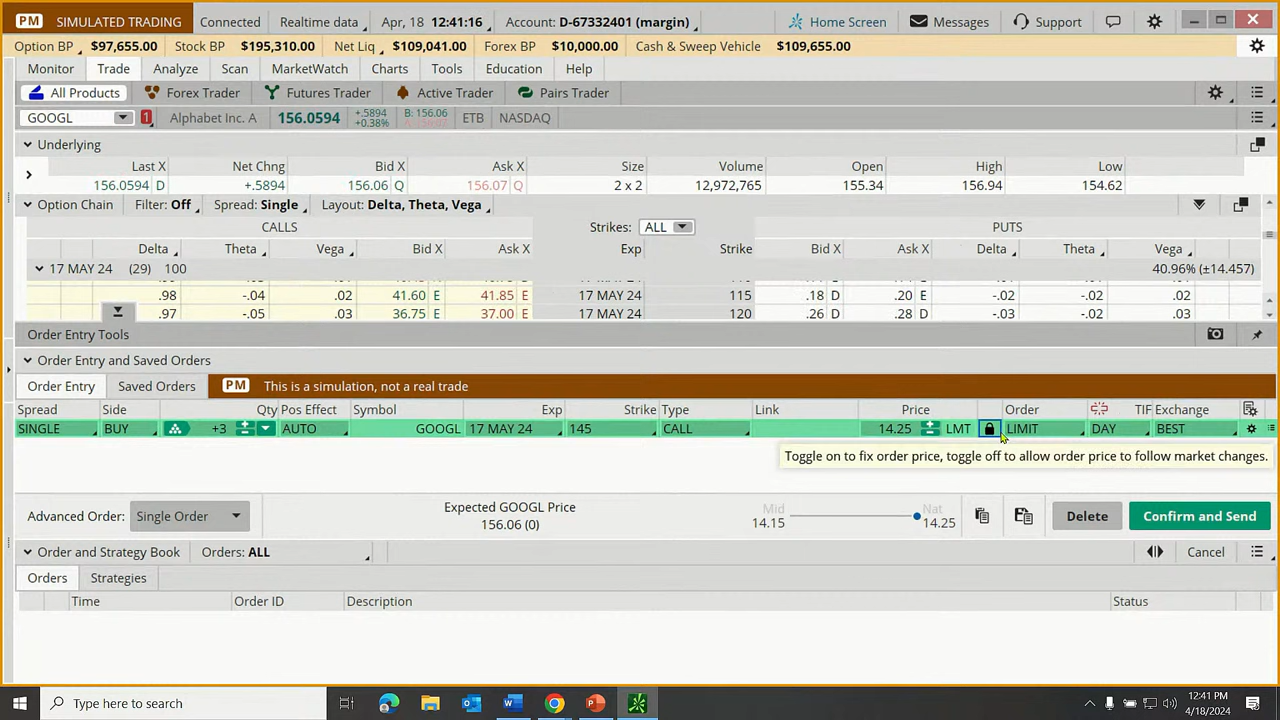 PM SIMULATED TRADING Connected Realtime data Apr, 18 12:41:16 Account: D-67332401 (margin) Home Screen Messages Support
Option BP $97,655.00 Stock BP $195,310.00 Net Liq $109,041.00 Forex BP $10,000.00 Cash & Sweep Vehicle $109,655.00
Monitor Trade Analyze Scan MarketWatch Charts Tools Education Help
All Products Forex Trader Futures Trader Active Trader Pairs Trader
GOOGL 1 Alphabet Inc. A 156.0594 +.5894 B: 156.06 ETB NASDAQ
+0.38% A: 156.07
Underlying
Last X Net Chng Bid X Ask X Size Volume Open High Low
156.0594 D +.5894 156.06 Q 156.07 Q 2 x 2 12,972,765 155.34 156.94 154.62
Option Chain Filter: Off Spread: Single Layout: Delta, Theta, Vega
CALLS Strikes: ALL PUTS
Delta Theta Vega Bid X Ask X Exp Strike Bid X Ask X Delta Theta Vega
17 MAY 24 (29) 100 40.96% (±14.457)
.98 -.04 .02 41.60 E 41.85 E 17 MAY 24 115 .18 D .20 E -.02 -.02 .02
.97 -.05 .03 36.75 E 37.00 E 17 MAY 24 120 .26 D .28 D -.03 -.02 .03
Order Entry Tools
Order Entry and Saved Orders
Order Entry Saved Orders PM This is a simulation, not a real trade
Spread Side Qty Pos Effect Symbol Exp Strike Type Link Price Order TIF Exchange
SINGLE BUY +3 AUTO GOOGL 17 MAY 24 145 CALL 14.25 LMT LIMIT DAY BEST
Toggle on to fix order price, toggle off to allow order price to follow market changes.
Advanced Order: Single Order Expected GOOGL Price Mid Nat Delete Confirm and Send
156.06 (0) 14.15 14.25
Order and Strategy Book Orders: ALL Cancel
Orders Strategies
Time Order ID Description Status
Type here to search 12:41 PM
4/18/2024